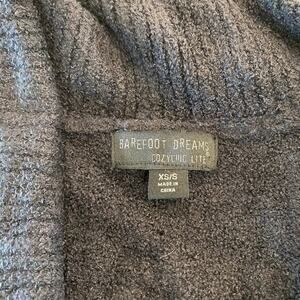 BAREFOOT DREAMS
COZYCHIC LITE
XS/S
MADE IN
CHINA